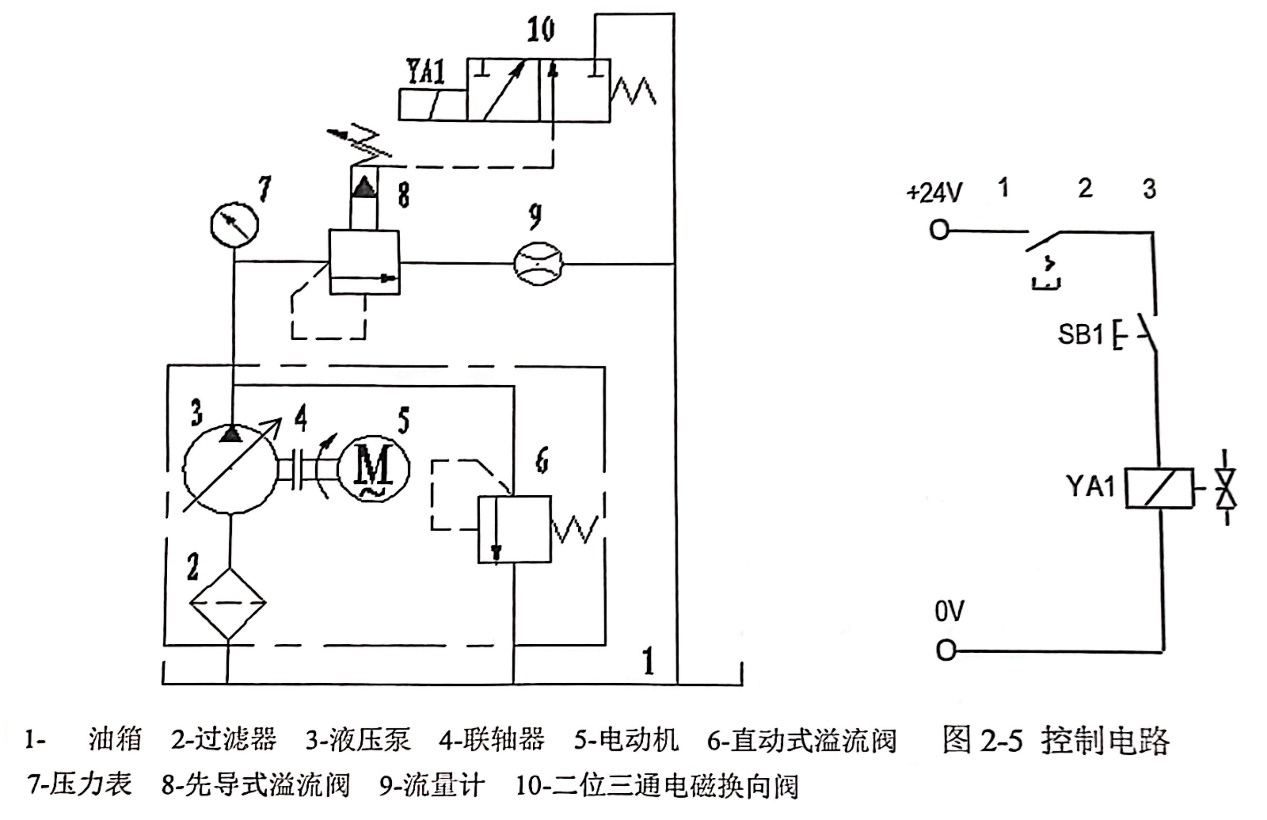 10
YA1
7
8
9
+24V 1 2 3
SB1
3 4 5
M
6
YA1
2
0V
1
1- 油箱 2-过滤器 3-液压泵 4-联轴器 5-电动机 6-直动式溢流阀 图 2-5 控制电路
7-压力表 8-先导式溢流阀 9-流量计 10-二位三通电磁换向阀